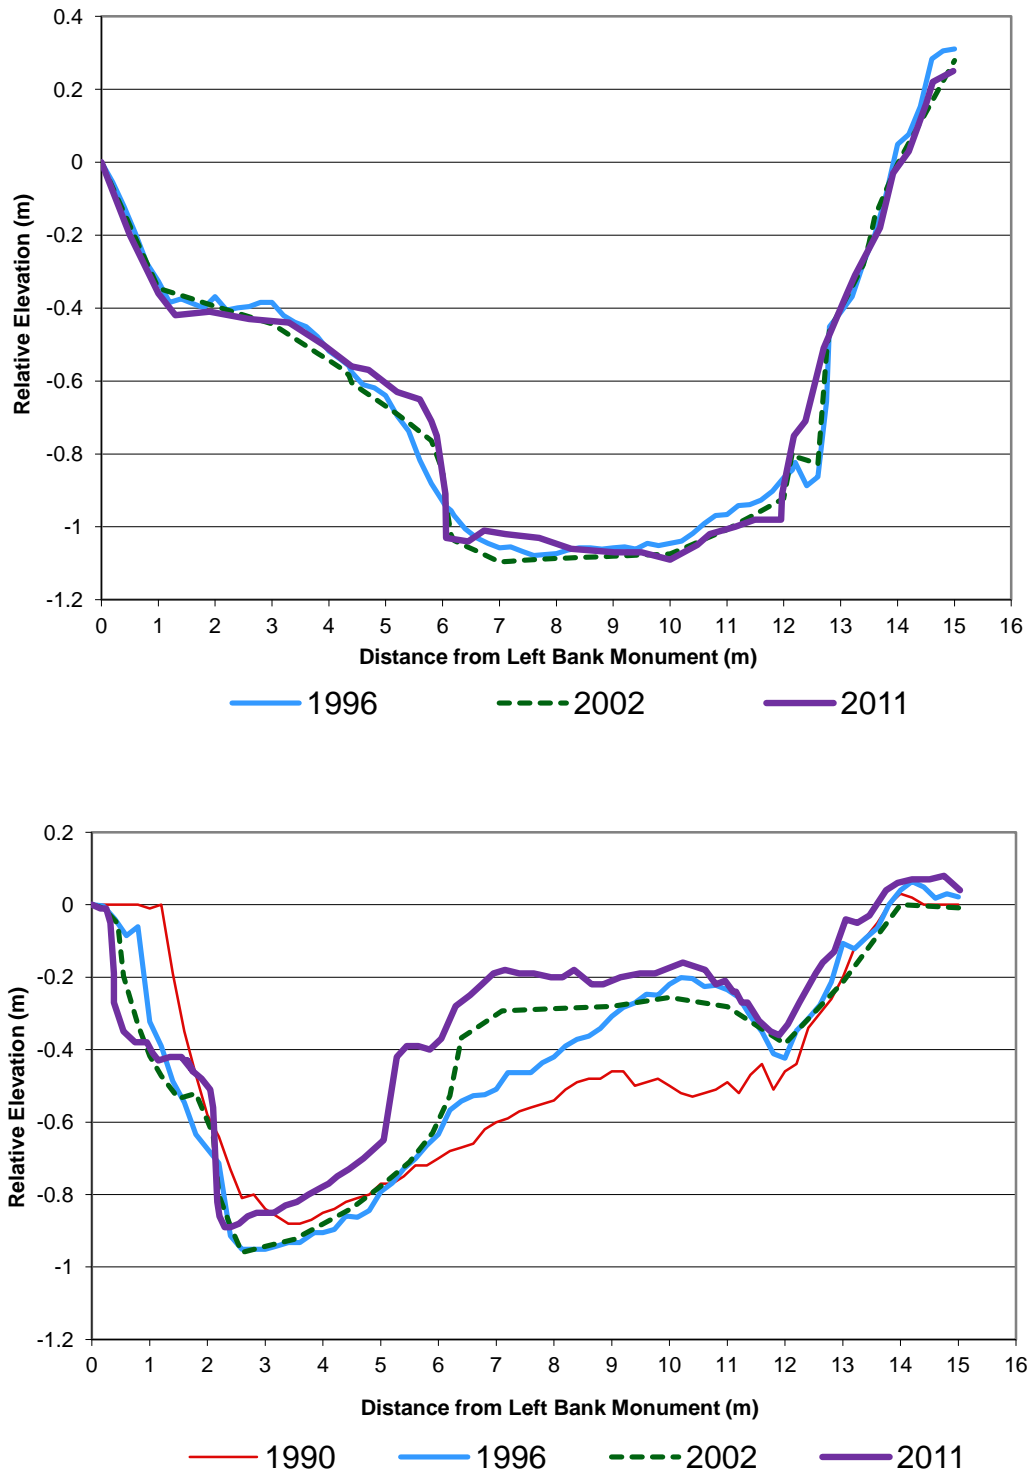 0.4
0.2
0
-0.2
-0.4
-0.6
-0.8
-1
-1.2
Relative Elevation (m)
0 1 2 3 4 5 6 7 8 9 10 11 12 13 14 15 16
Distance from Left Bank Monument (m)
1996 2002 2011
0.2
0
-0.2
-0.4
-0.6
-0.8
-1
-1.2
Relative Elevation (m)
0 1 2 3 4 5 6 7 8 9 10 11 12 13 14 15 16
Distance from Left Bank Monument (m)
1990 1996 2002 2011